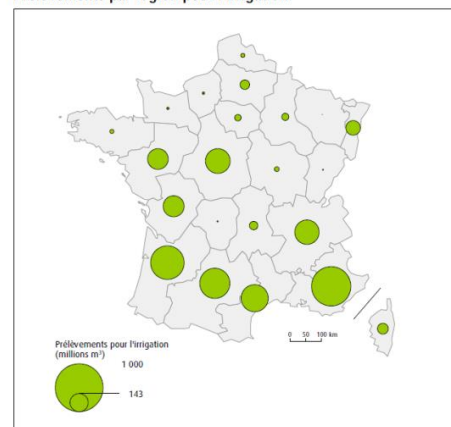 0 50 100 km
Prélèvements pour l'irrigation
(millions m³)
1 000
143